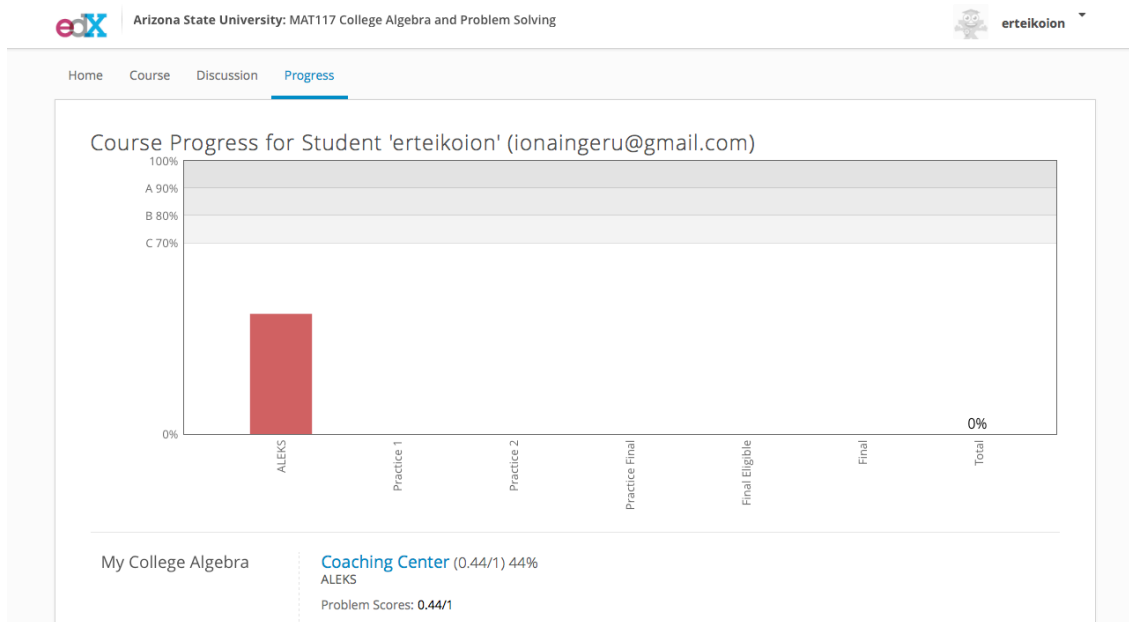 edX
Arizona State University: MAT117 College Algebra and Problem Solving
erteikoion
Home Course Discussion Progress
Course Progress for Student 'erteikoion' (ionaingeru@gmail.com)
100%
A 90%
B 80%
C 70%
0%
0%
ALEKS
Practice 1
Practice 2
Practice Final
Final Eligible
Final
Total
My College Algebra
Coaching Center (0.44/1) 44%
ALEKS
Problem Scores: 0.44/1